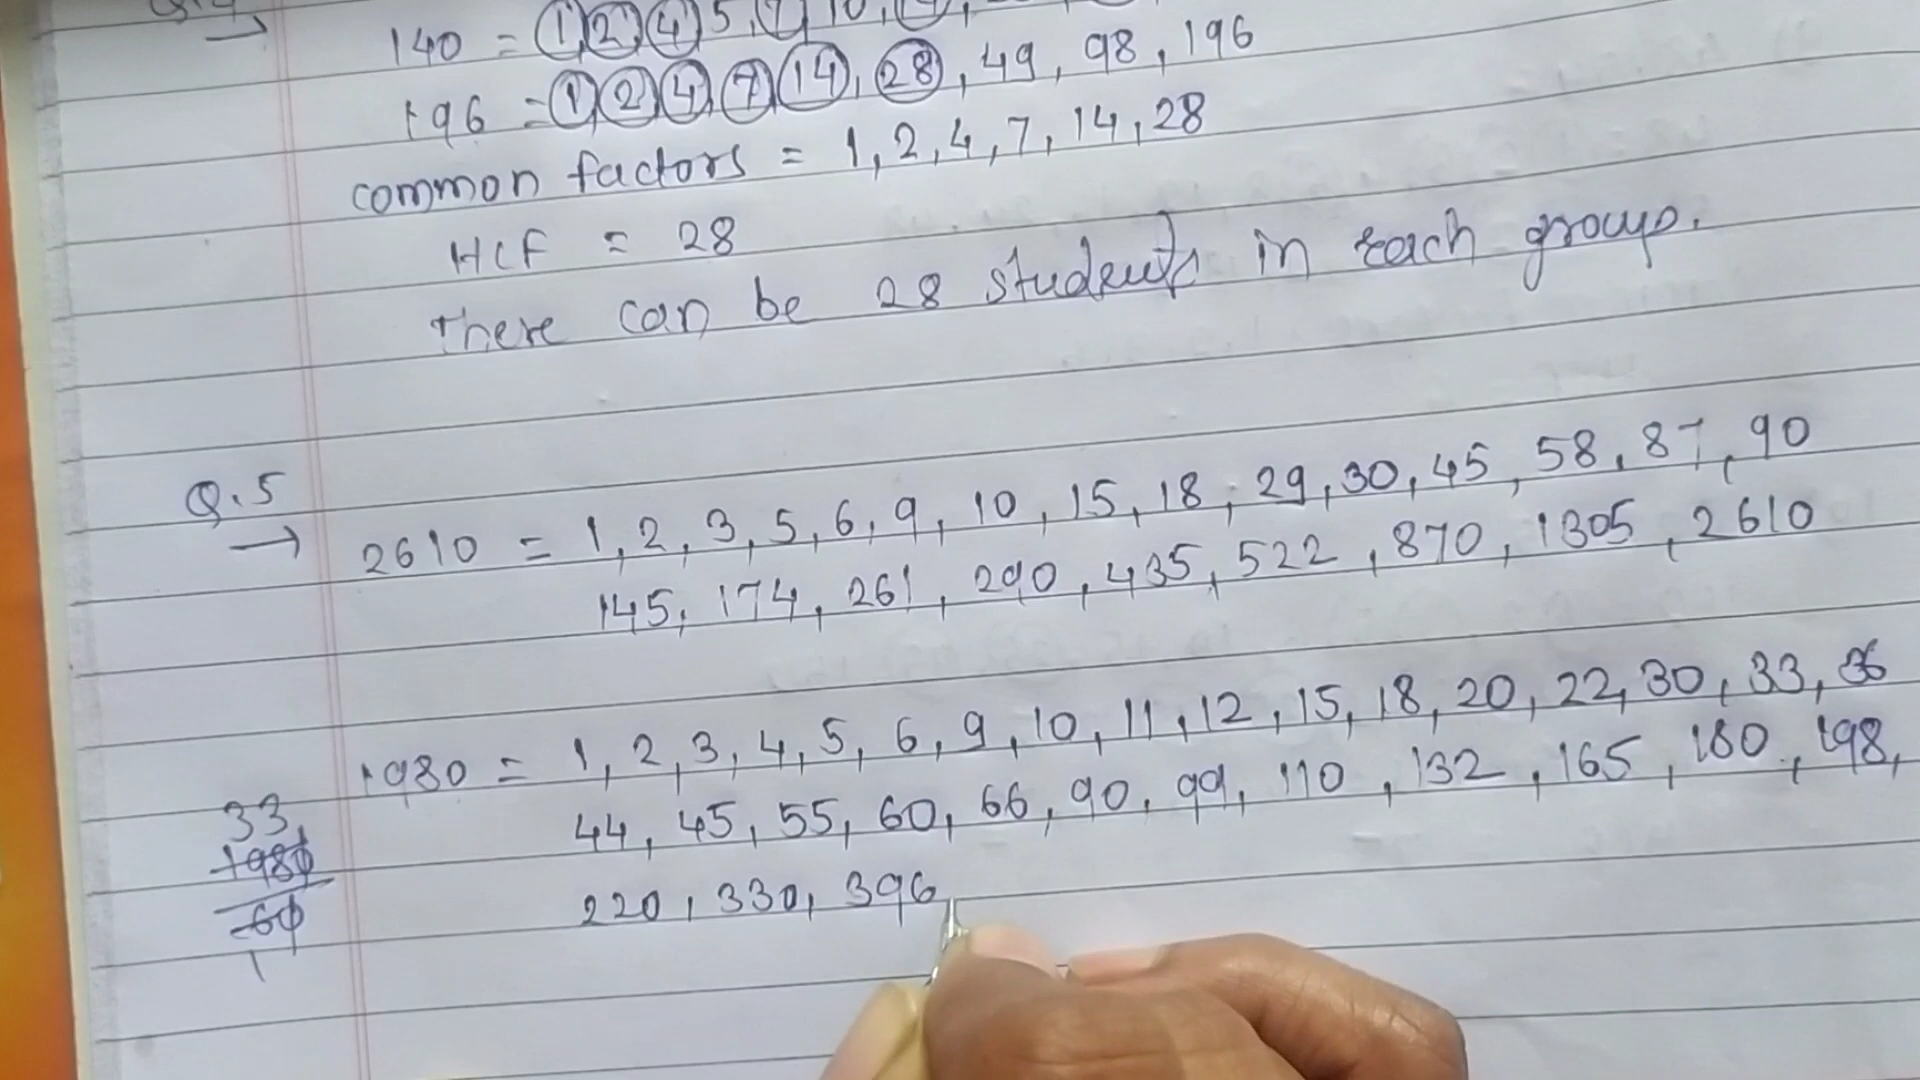 140 = 1, 2, 4, 5, 7, 10, 14,
196 = 1, 2, 4, 7, 14, 28, 49, 98, 196
common factors = 1, 2, 4, 7, 14, 28
HCF = 28
There can be 28 students in each group.
Q.5
→ 2610 = 1, 2, 3, 5, 6, 9, 10, 15, 18, 29, 30, 45, 58, 87, 90
145, 174, 261, 290, 435, 522, 870, 1305, 2610
1980 = 1, 2, 3, 4, 5, 6, 9, 10, 11, 12, 15, 18, 20, 22, 30, 33, 36
44, 45, 55, 60, 66, 90, 99, 110, 132, 165, 180, 198,
220, 330, 396
33
1980
60
1